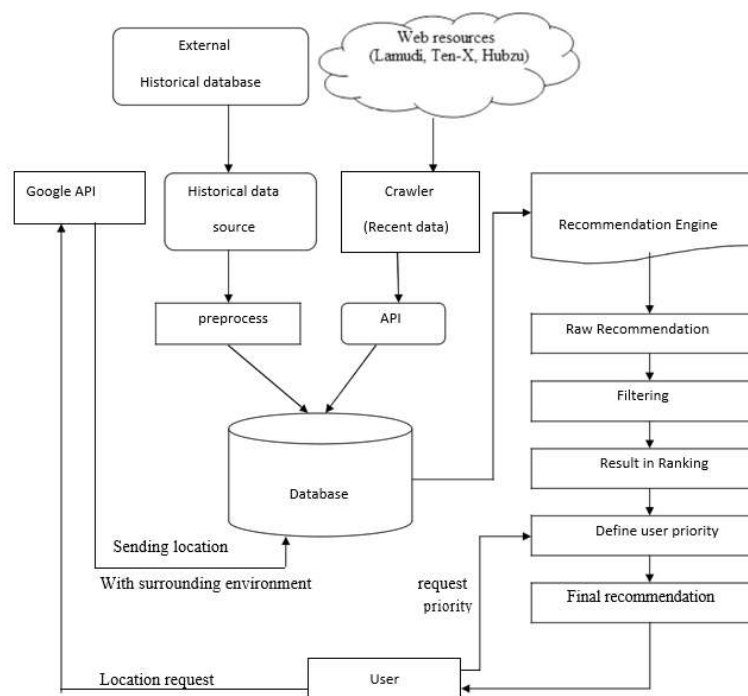 External
Historical database
Web resources
(Lamudi, Ten-X, Hubzu)
Google API
Historical data
source
Crawler
(Recent data)
Recommendation Engine
preprocess
API
Raw Recommendation
Filtering
Result in Ranking
Database
Define user priority
Sending location
With surrounding environment
request
priority
Final recommendation
Location request
User